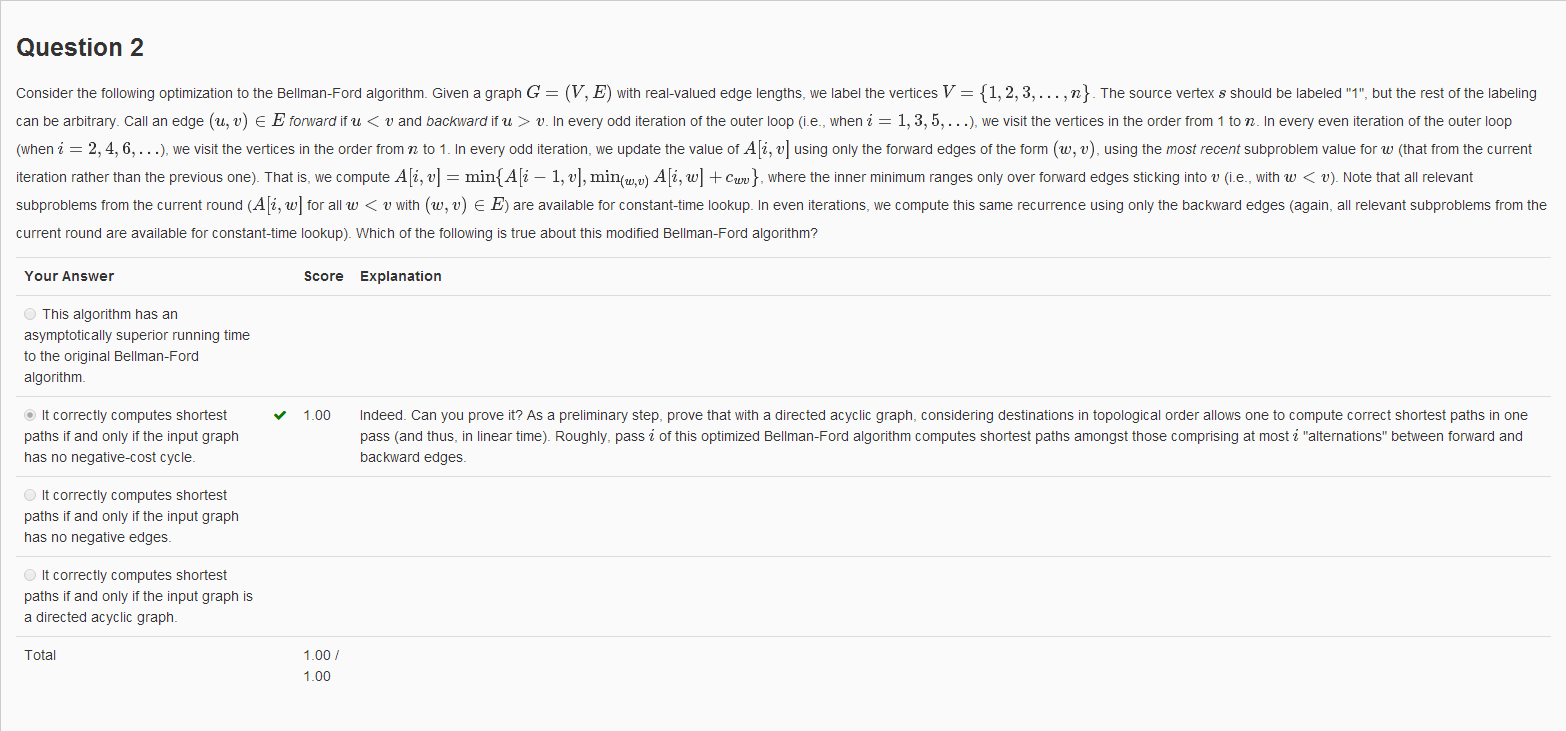 Question 2
Consider the following optimization to the Bellman-Ford algorithm. Given a graph G = (V, E) with real-valued edge lengths, we label the vertices V = {1, 2, 3, . . . , n}. The source vertex s should be labeled "1", but the rest of the labeling
can be arbitrary. Call an edge (u, v) ∈ E forward if u < v and backward if u > v. In every odd iteration of the outer loop (i.e., when i = 1, 3, 5, . . .), we visit the vertices in the order from 1 to n. In every even iteration of the outer loop
(when i = 2, 4, 6, . . .), we visit the vertices in the order from n to 1. In every odd iteration, we update the value of A[i, v] using only the forward edges of the form (w, v), using the most recent subproblem value for w (that from the current
iteration rather than the previous one). That is, we compute A[i, v] = min{A[i − 1, v], min(w,v) A[i, w] + cwv}, where the inner minimum ranges only over forward edges sticking into v (i.e., with w < v). Note that all relevant
subproblems from the current round (A[i, w] for all w < v with (w, v) ∈ E) are available for constant-time lookup. In even iterations, we compute this same recurrence using only the backward edges (again, all relevant subproblems from the
current round are available for constant-time lookup). Which of the following is true about this modified Bellman-Ford algorithm?
Your Answer Score Explanation
This algorithm has an
asymptotically superior running time
to the original Bellman-Ford
algorithm.
It correctly computes shortest ✔ 1.00 Indeed. Can you prove it? As a preliminary step, prove that with a directed acyclic graph, considering destinations in topological order allows one to compute correct shortest paths in one
paths if and only if the input graph pass (and thus, in linear time). Roughly, pass i of this optimized Bellman-Ford algorithm computes shortest paths amongst those comprising at most i "alternations" between forward and
has no negative-cost cycle. backward edges.
It correctly computes shortest
paths if and only if the input graph
has no negative edges.
It correctly computes shortest
paths if and only if the input graph is
a directed acyclic graph.
Total 1.00 /
1.00